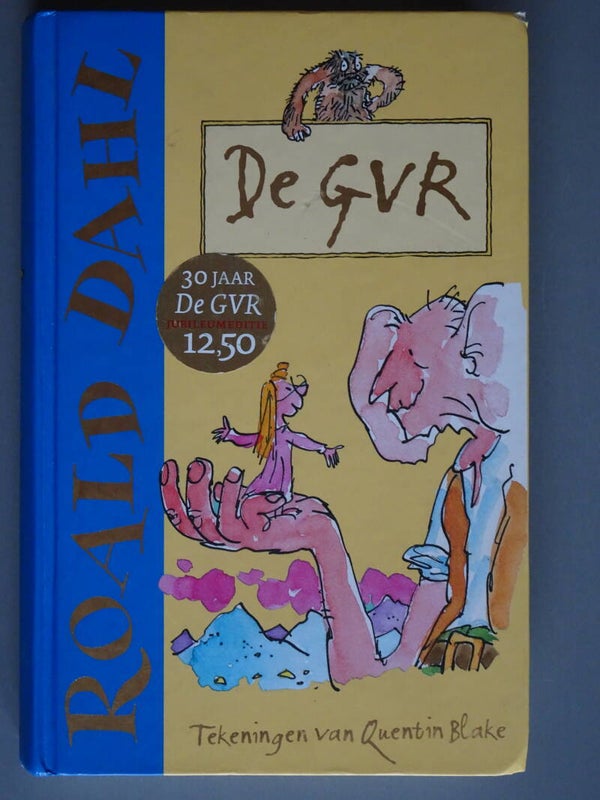 ROALD DAHL
De GVR
30 JAAR
De GVR
JUBILEUMEDITIE
12,50
Tekeningen van Quentin Blake